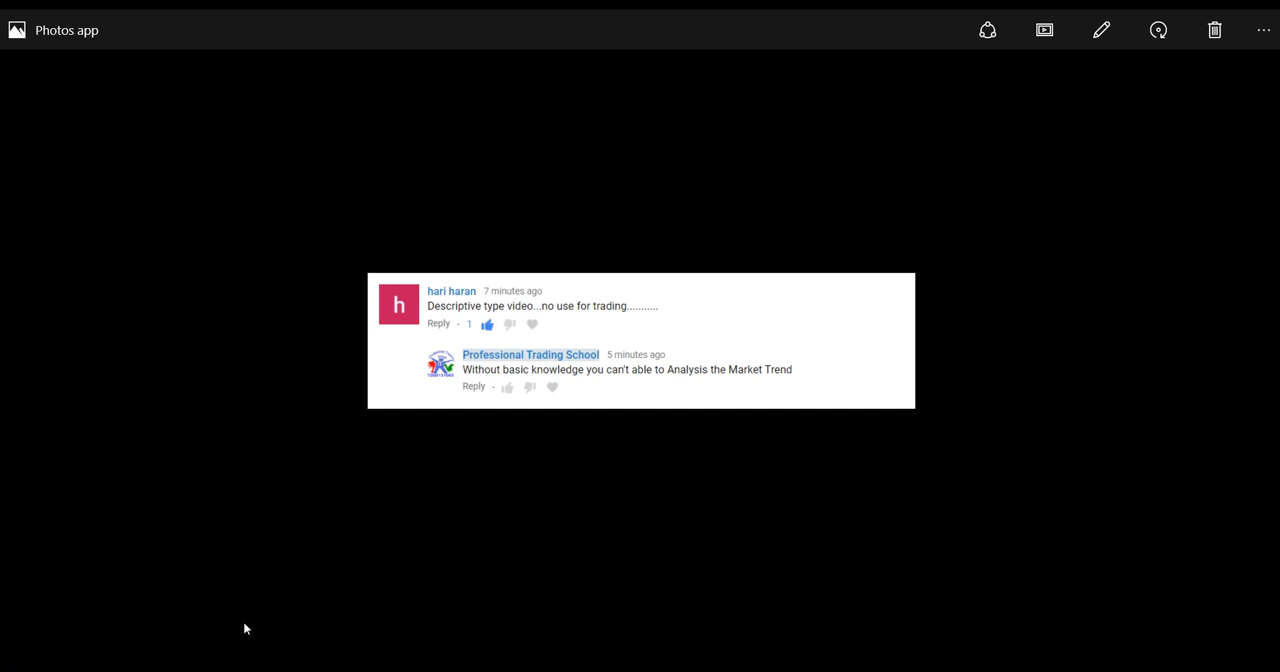 Photos app
h
hari haran 7 minutes ago
Descriptive type video...no use for trading...........
Reply · 1
Professional Trading School 5 minutes ago
Without basic knowledge you can't able to Analysis the Market Trend
Reply ·